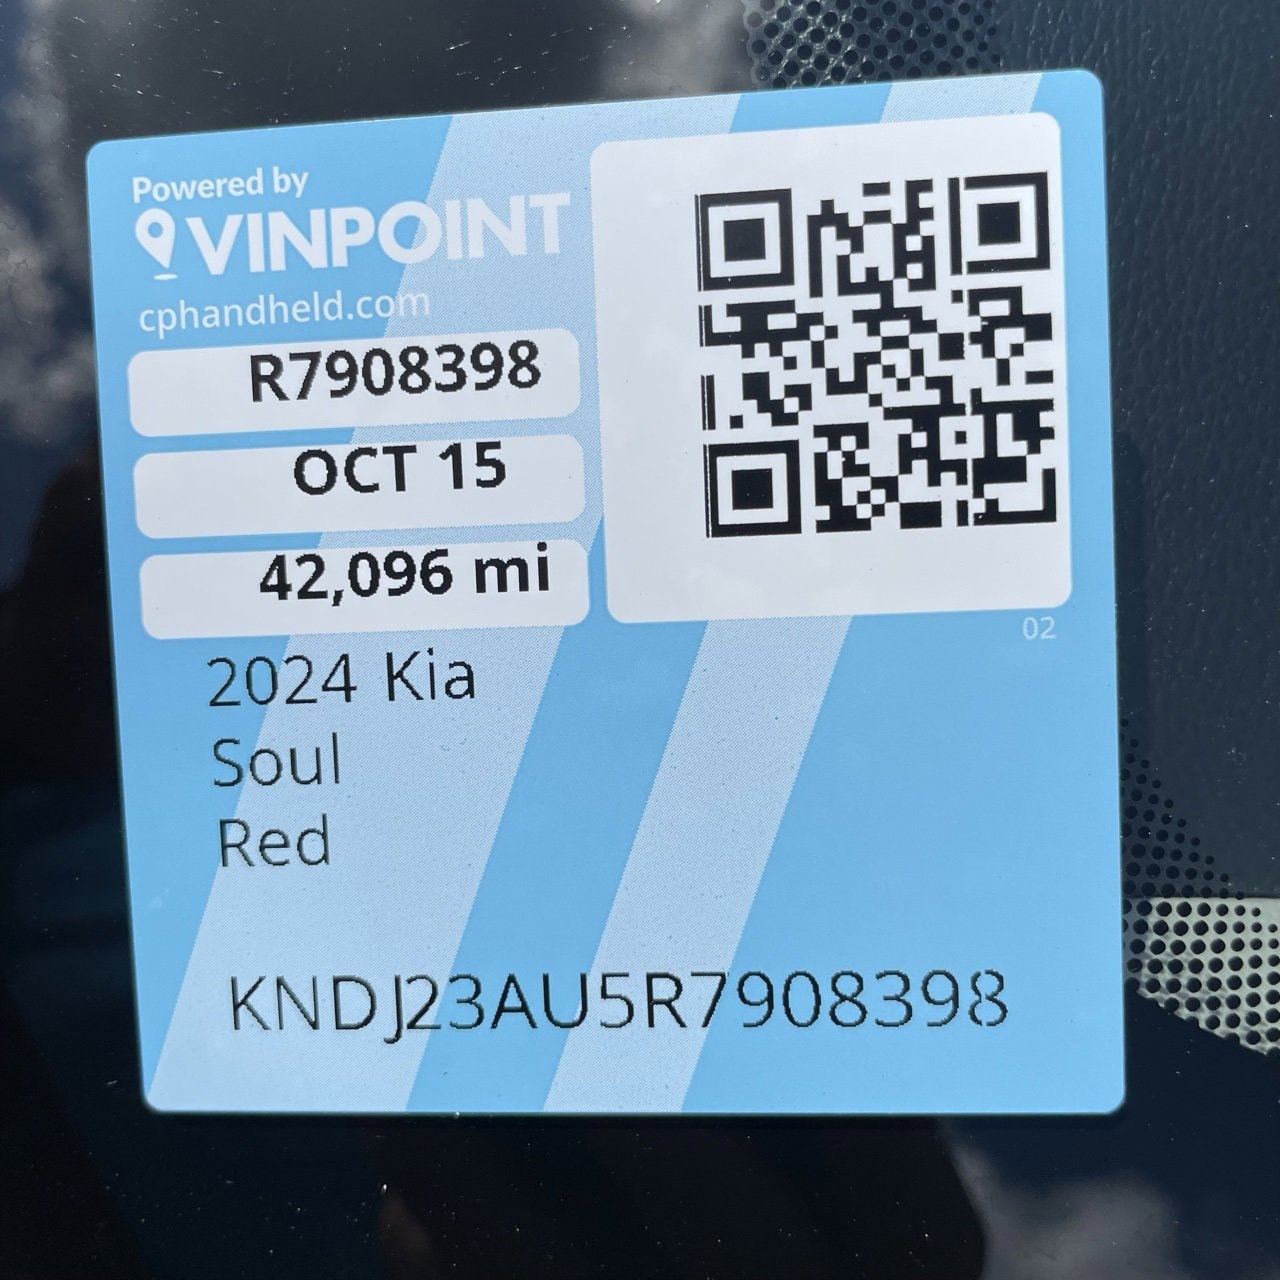 Powered by
VINPOINT
cphandheld.com
R7908398
OCT 15
42,096 mi
02
2024 Kia
Soul
Red
KNDJ23AU5R7908398